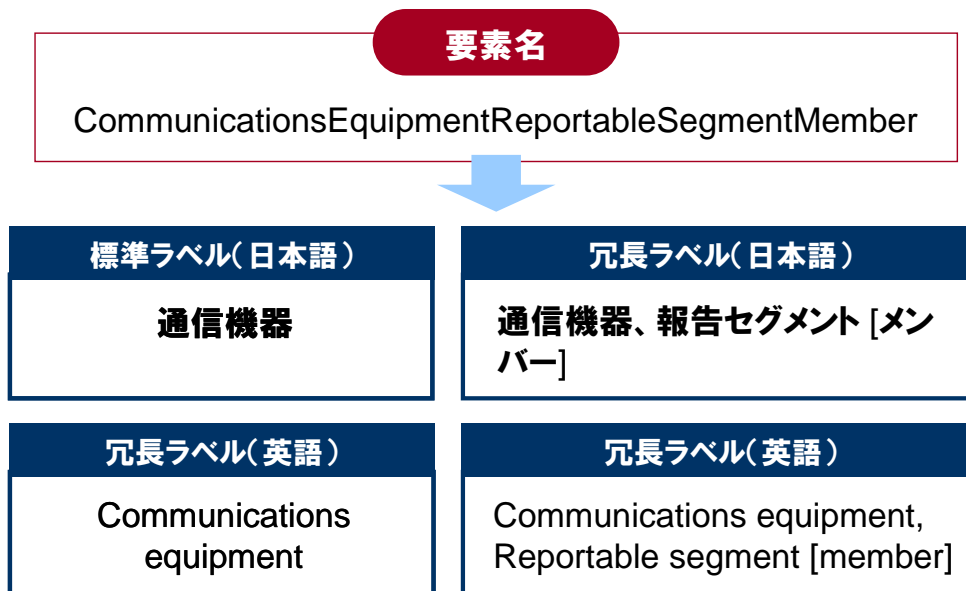 要素名
CommunicationsEquipmentReportableSegmentMember
標準ラベル(日本語)
通信機器
冗長ラベル(日本語)
通信機器、報告セグメント [メン
バー]
冗長ラベル(英語)
Communications
equipment
冗長ラベル(英語)
Communications equipment,
Reportable segment [member]